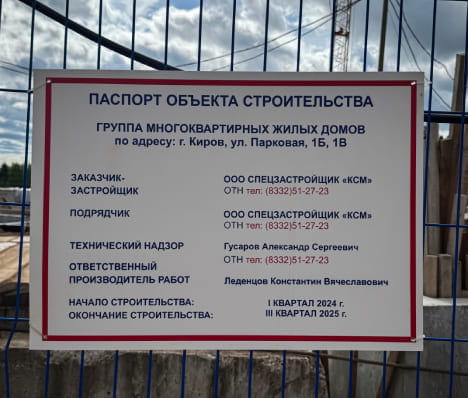 ПАСПОРТ ОБЪЕКТА СТРОИТЕЛЬСТВА
ГРУППА МНОГОКВАРТИРНЫХ ЖИЛЫХ ДОМОВ
по адресу: г. Киров, ул. Парковая, 1Б, 1В
ЗАКАЗЧИК- ООО СПЕЦЗАСТРОЙЩИК «КСМ»
ЗАСТРОЙЩИК ОТН тел: (8332)51-27-23
ПОДРЯДЧИК ООО СПЕЦЗАСТРОЙЩИК «КСМ»
ОТН тел: (8332)51-27-23
ТЕХНИЧЕСКИЙ НАДЗОР Гусаров Александр Сергеевич
ОТН тел: (8332)51-27-23
ОТВЕТСТВЕННЫЙ
ПРОИЗВОДИТЕЛЬ РАБОТ Леденцов Константин Вячеславович
НАЧАЛО СТРОИТЕЛЬСТВА: I КВАРТАЛ 2024 г.
ОКОНЧАНИЕ СТРОИТЕЛЬСТВА: III КВАРТАЛ 2025 г.